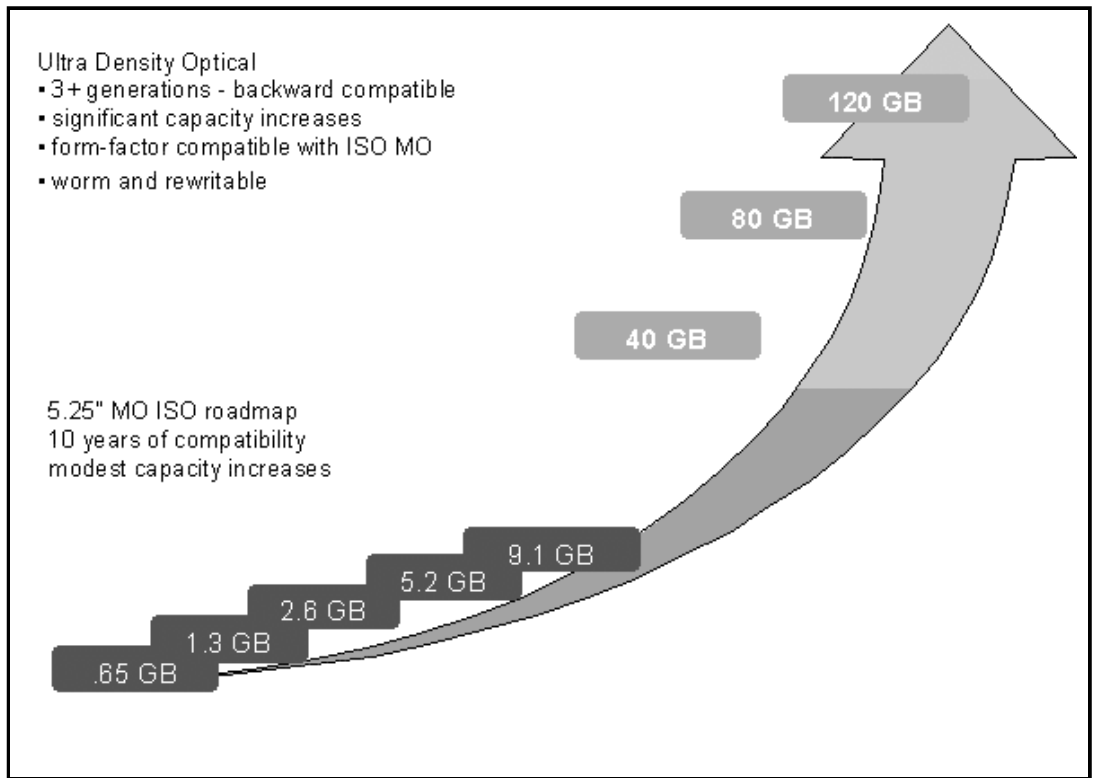 Ultra Density Optical
▪ 3+ generations - backward compatible
▪ significant capacity increases
▪ form-factor compatible with ISO MO
▪ worm and rewritable
120 GB
80 GB
40 GB
5.25" MO ISO roadmap
10 years of compatibility
modest capacity increases
9.1 GB
5.2 GB
2.6 GB
1.3 GB
.65 GB